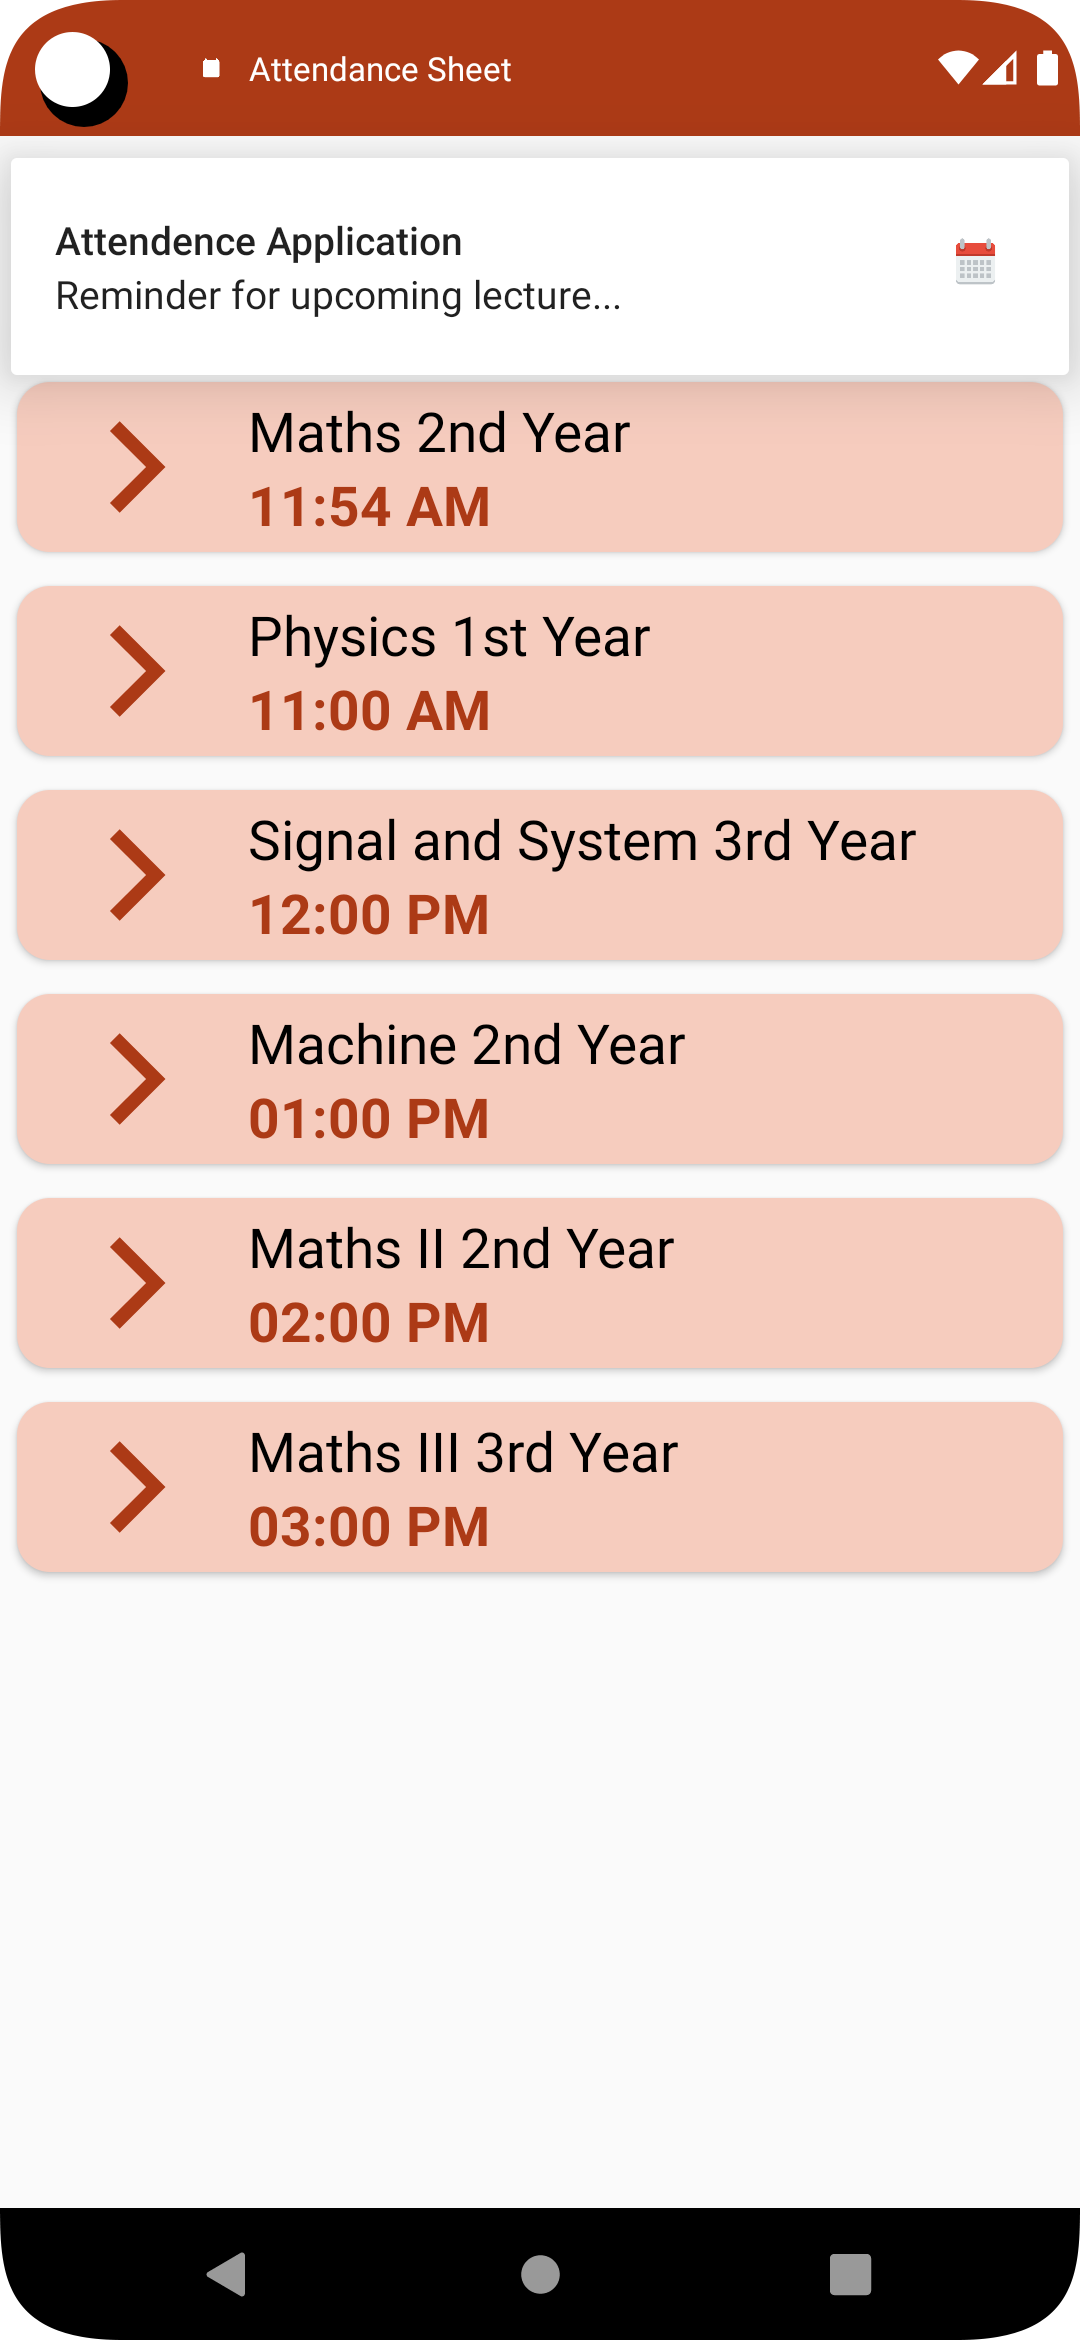 Attendance Sheet
Attendence Application
Reminder for upcoming lecture...
Maths 2nd Year
11:54 AM
Physics 1st Year
11:00 AM
Signal and System 3rd Year
12:00 PM
Machine 2nd Year
01:00 PM
Maths II 2nd Year
02:00 PM
Maths III 3rd Year
03:00 PM